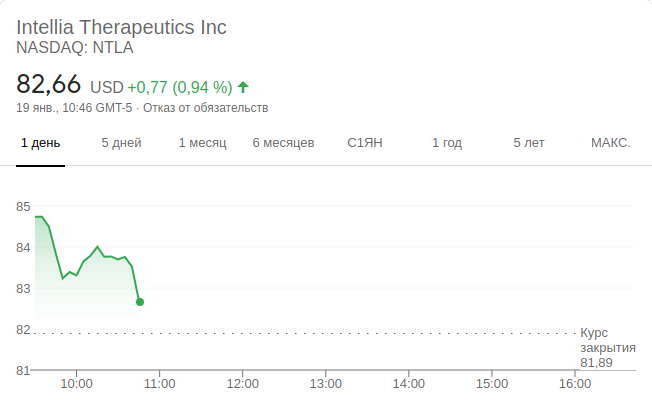 Intellia Therapeutics Inc
NASDAQ: NTLA
82,66 USD +0,77 (0,94 %)
19 янв., 10:46 GMT-5 · Отказ от обязательств
1 день 5 дней 1 месяц 6 месяцев С1ЯН 1 год 5 лет МАКС.
85
84
83
82
Курс
закрытия
81,89
81
10:00 11:00 12:00 13:00 14:00 15:00 16:00